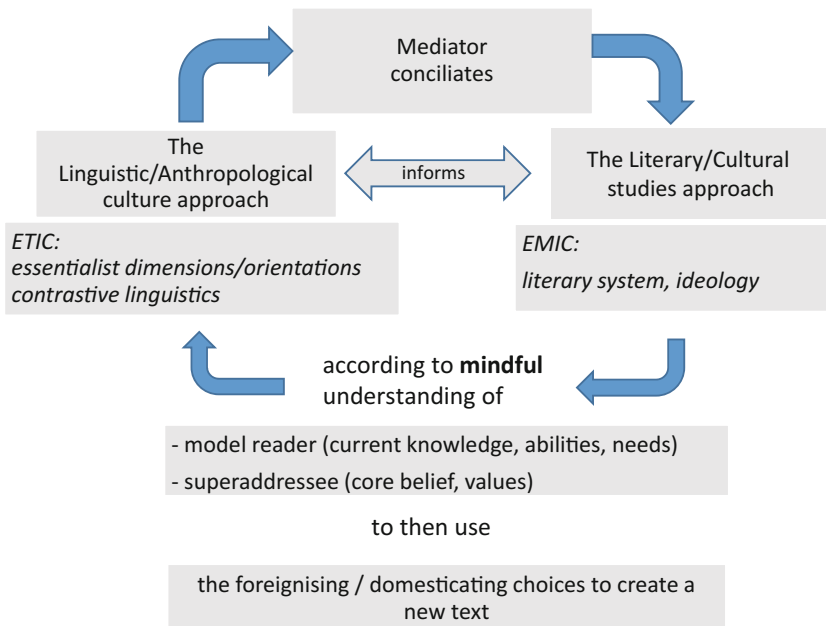 Mediator
conciliates
The
Linguistic/Anthropological
culture approach
informs
The Literary/Cultural
studies approach
ETIC:
essentialist dimensions/orientations
contrastive linguistics
EMIC:
literary system, ideology
according to mindful
understanding of
- model reader (current knowledge, abilities, needs)
- superaddressee (core belief, values)
to then use
the foreignising / domesticating choices to create a
new text